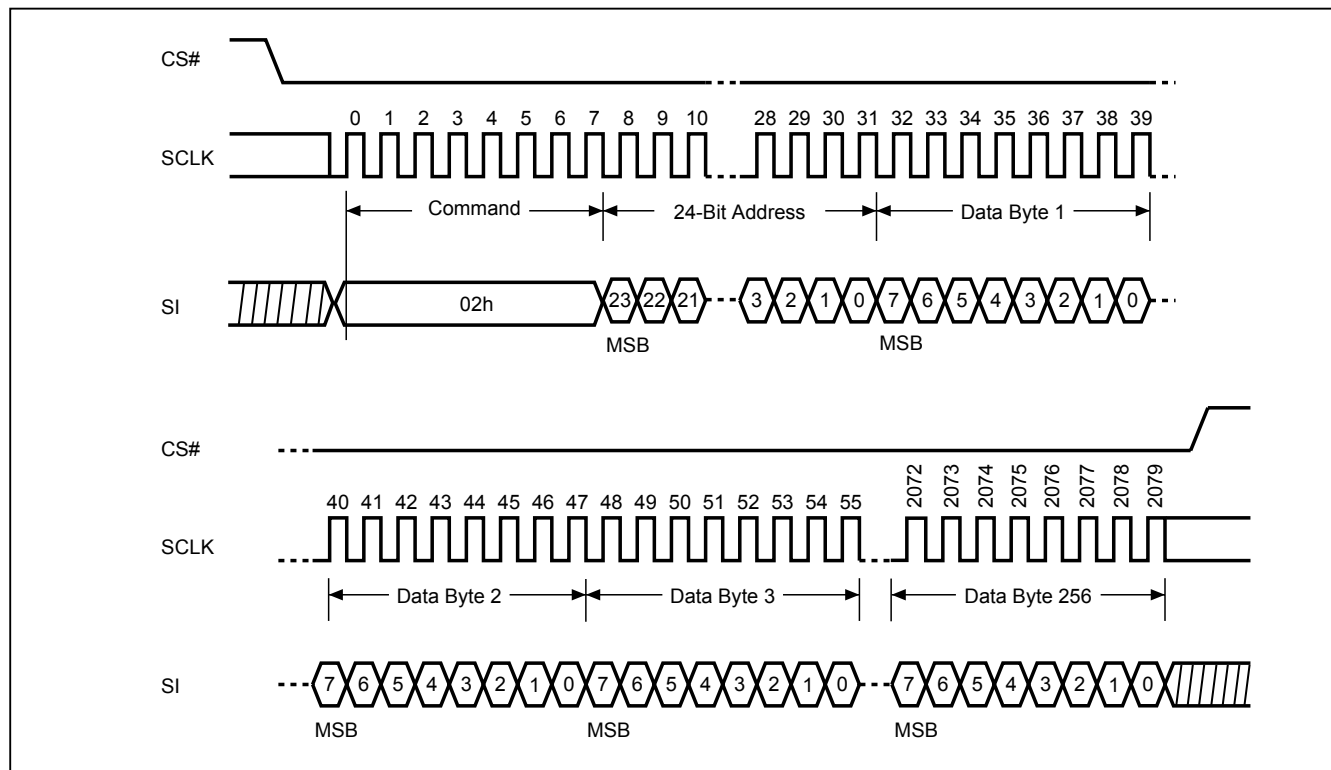 CS#
0 1 2 3 4 5 6 7 8 9 10 28 29 30 31 32 33 34 35 36 37 38 39
SCLK
Command 24-Bit Address Data Byte 1
SI 02h 23 22 21 3 2 1 0 7 6 5 4 3 2 1 0
MSB MSB
CS#
2072 2073 2074 2075 2076 2077 2078 2079
40 41 42 43 44 45 46 47 48 49 50 51 52 53 54 55
SCLK
Data Byte 2 Data Byte 3 Data Byte 256
SI 7 6 5 4 3 2 1 0 7 6 5 4 3 2 1 0 7 6 5 4 3 2 1 0
MSB MSB MSB